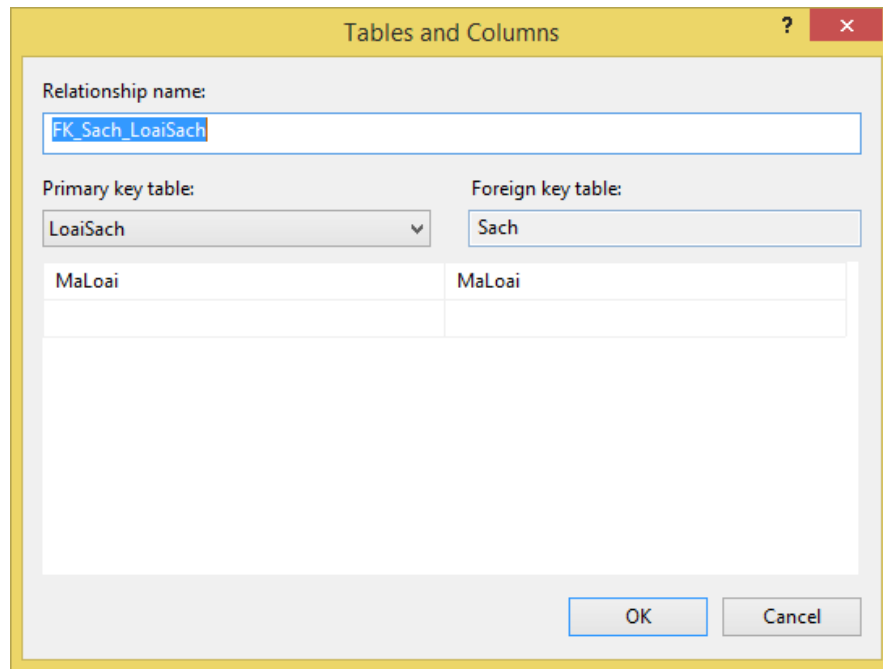 Tables and Columns
?
Relationship name:
FK_Sach_LoaiSach
Primary key table:
Foreign key table:
LoaiSach
Sach
MaLoai
MaLoai
OK
Cancel